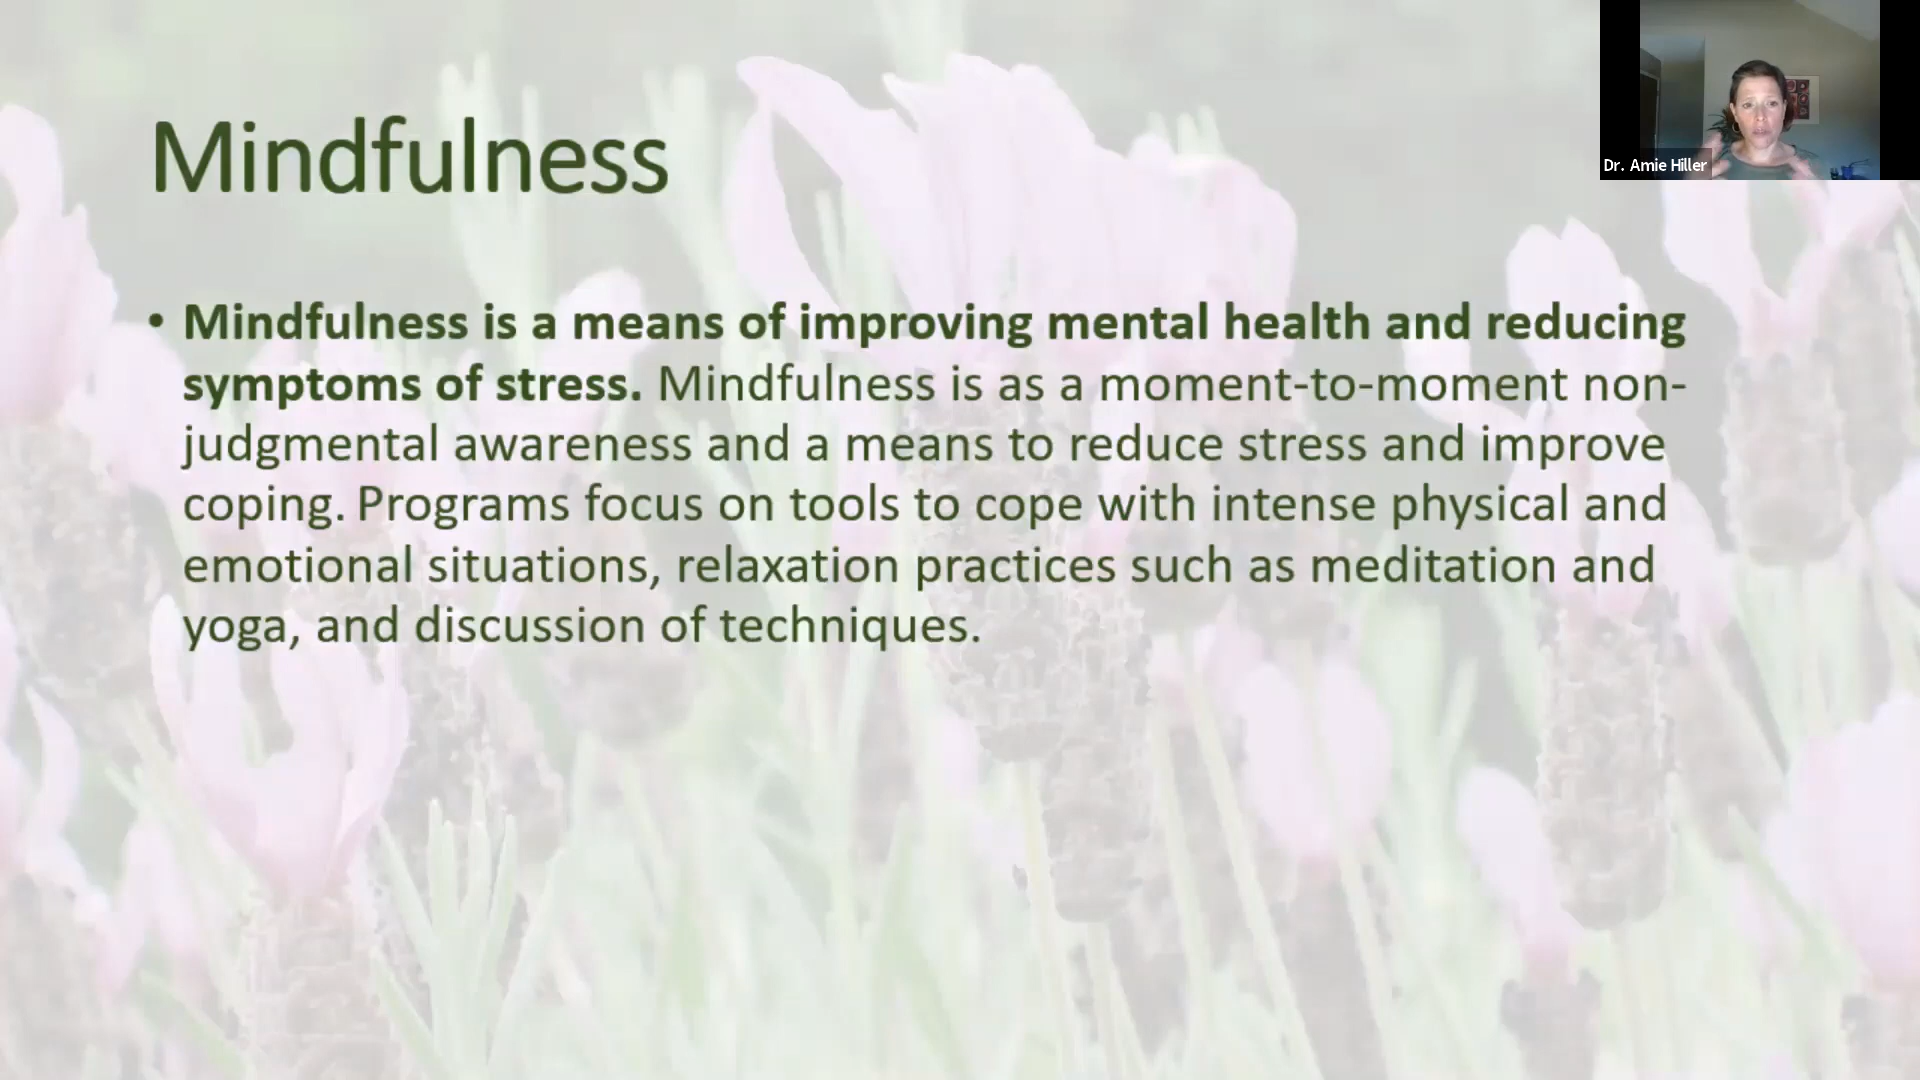 Mindfulness
Dr. Amie Hiller
• Mindfulness is a means of improving mental health and reducing
symptoms of stress. Mindfulness is as a moment-to-moment non-
judgmental awareness and a means to reduce stress and improve
coping. Programs focus on tools to cope with intense physical and
emotional situations, relaxation practices such as meditation and
yoga, and discussion of techniques.